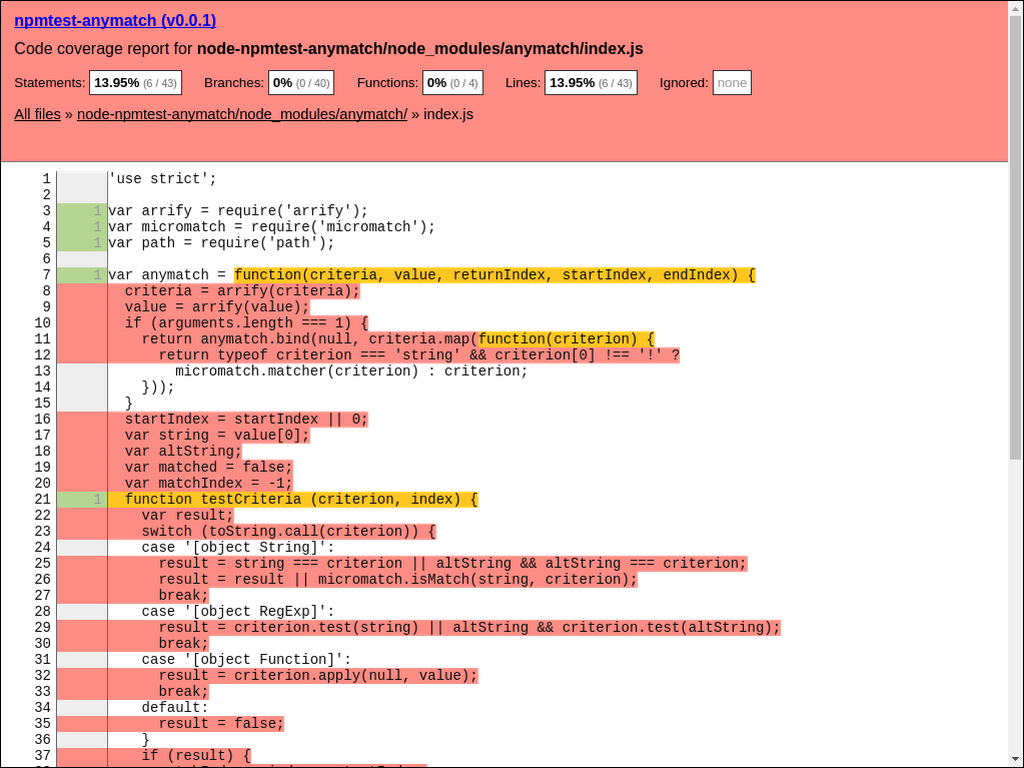 npmtest-anymatch (v0.0.1)
Code coverage report for node-npmtest-anymatch/node_modules/anymatch/index.js
Statements: 13.95% (6 / 43) Branches: 0% (0 / 40) Functions: 0% (0 / 4) Lines: 13.95% (6 / 43) Ignored: none
All files » node-npmtest-anymatch/node_modules/anymatch/ » index.js
1 'use strict';
2
3 1 var arrify = require('arrify');
4 1 var micromatch = require('micromatch');
5 1 var path = require('path');
6
7 1 var anymatch = function(criteria, value, returnIndex, startIndex, endIndex) {
8   criteria = arrify(criteria);
9   value = arrify(value);
10   if (arguments.length === 1) {
11     return anymatch.bind(null, criteria.map(function(criterion) {
12       return typeof criterion === 'string' && criterion[0] !== '!' ?
13         micromatch.matcher(criterion) : criterion;
14     }));
15   }
16   startIndex = startIndex || 0;
17   var string = value[0];
18   var altString;
19   var matched = false;
20   var matchIndex = -1;
21 1   function testCriteria (criterion, index) {
22     var result;
23     switch (toString.call(criterion)) {
24     case '[object String]':
25       result = string === criterion || altString && altString === criterion;
26       result = result || micromatch.isMatch(string, criterion);
27       break;
28     case '[object RegExp]':
29       result = criterion.test(string) || altString && criterion.test(altString);
30       break;
31     case '[object Function]':
32       result = criterion.apply(null, value);
33       break;
34     default:
35       result = false;
36     }
37     if (result) {